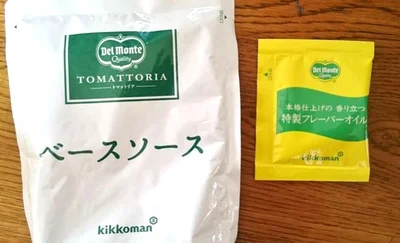 Del Monte
Quality
TOMATTORIA
トマットリア
ベースソース
kikkoman
Del Monte
Quality
本格仕上げの 香り立つ
特製フレーバーオイル
kikkoman